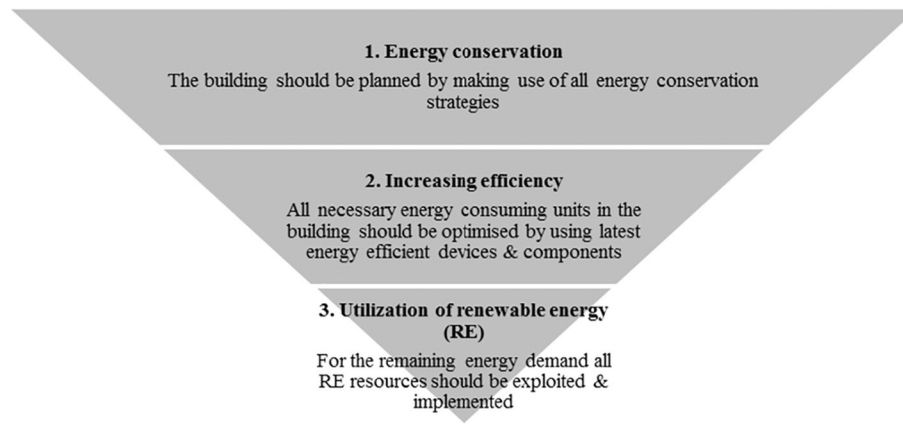 1. Energy conservation
The building should be planned by making use of all energy conservation
strategies
2. Increasing efficiency
All necessary energy consuming units in the
building should be optimised by using latest
energy efficient devices & components
3. Utilization of renewable energy
(RE)
For the remaining energy demand all
RE resources should be exploited &
implemented